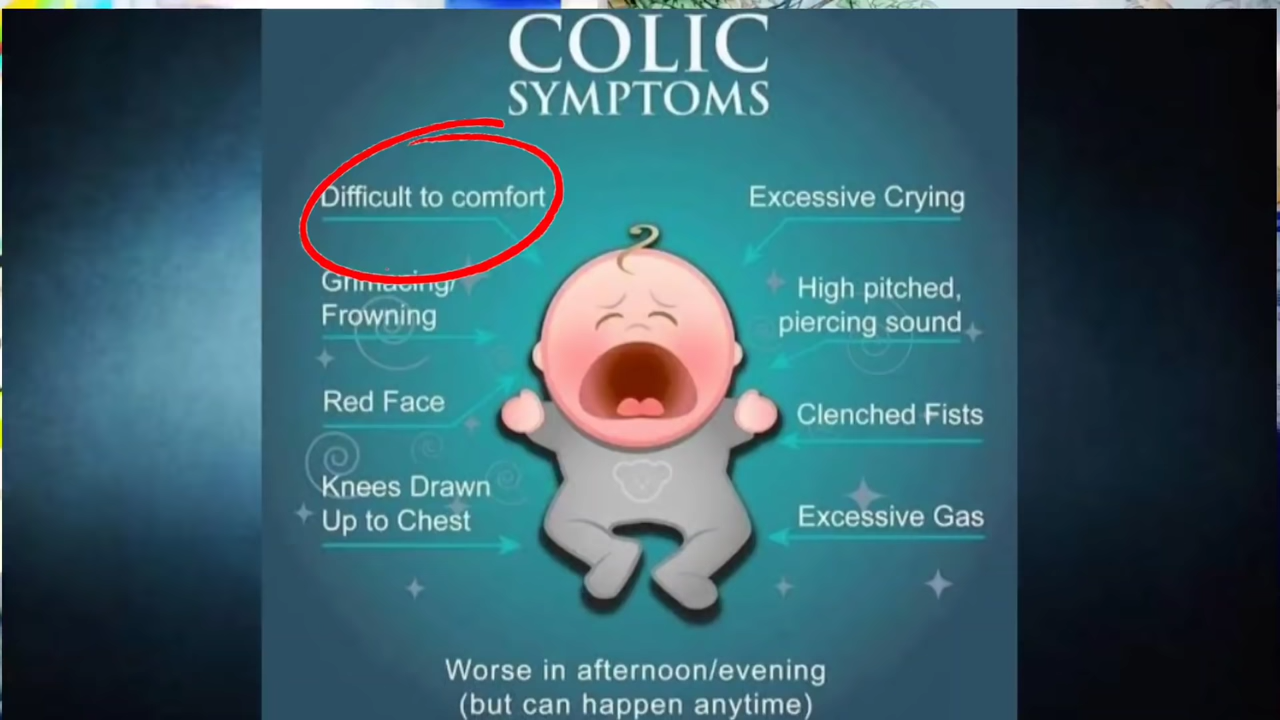 COLIC
SYMPTOMS
Difficult to comfort
Excessive Crying
Grimacing/
Frowning
High pitched,
piercing sound
Red Face
Clenched Fists
Knees Drawn
Up to Chest
Excessive Gas
Worse in afternoon/evening
(but can happen anytime)